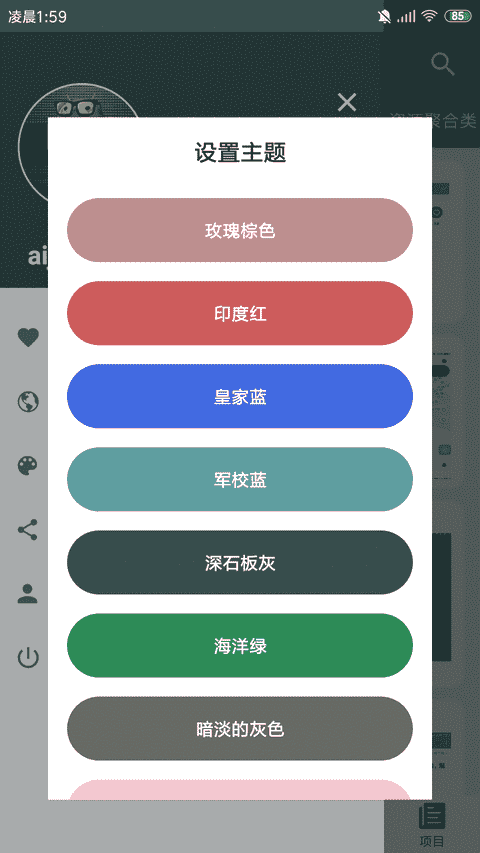 凌晨1:59
85
资源聚合类
设置主题
玫瑰棕色
印度红
皇家蓝
军校蓝
深石板灰
海洋绿
暗淡的灰色
项目